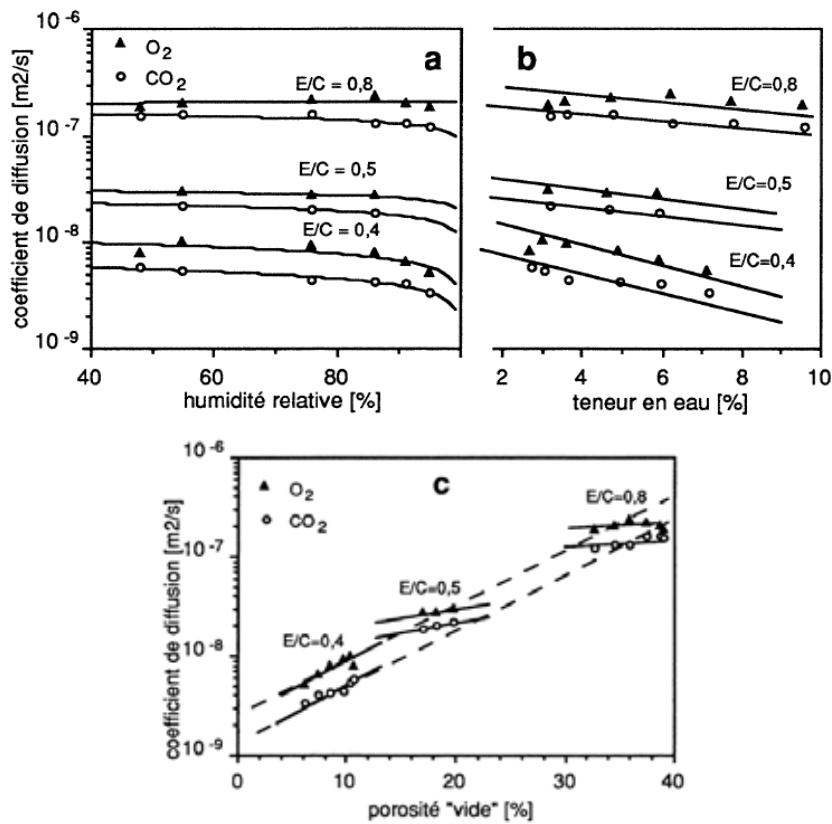 coefficient de diffusion [m2/s]
10⁻⁶
10⁻⁷
10⁻⁸
10⁻⁹
▲ O₂
○ CO₂
a
E/C = 0,8
E/C = 0,5
E/C = 0,4
40 60 80
humidité relative [%]
b
E/C=0,8
E/C=0,5
E/C=0,4
2 4 6 8 10
teneur en eau [%]
coefficient de diffusion [m2/s]
10⁻⁶
10⁻⁷
10⁻⁸
10⁻⁹
▲ O₂
○ CO₂
c
E/C=0,8
E/C=0,5
E/C=0,4
0 10 20 30 40
porosité "vide" [%]